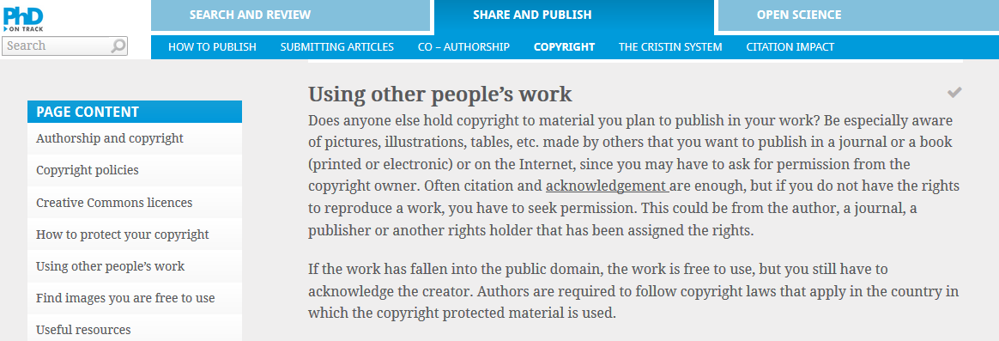 PhD
ON TRACK
Search
SEARCH AND REVIEW
SHARE AND PUBLISH
OPEN SCIENCE
HOW TO PUBLISH
SUBMITTING ARTICLES
CO – AUTHORSHIP
COPYRIGHT
THE CRISTIN SYSTEM
CITATION IMPACT
PAGE CONTENT
Authorship and copyright
Copyright policies
Creative Commons licences
How to protect your copyright
Using other people’s work
Find images you are free to use
Useful resources
Using other people’s work
Does anyone else hold copyright to material you plan to publish in your work? Be especially aware
of pictures, illustrations, tables, etc. made by others that you want to publish in a journal or a book
(printed or electronic) or on the Internet, since you may have to ask for permission from the
copyright owner. Often citation and acknowledgement are enough, but if you do not have the rights
to reproduce a work, you have to seek permission. This could be from the author, a journal, a
publisher or another rights holder that has been assigned the rights.
If the work has fallen into the public domain, the work is free to use, but you still have to
acknowledge the creator. Authors are required to follow copyright laws that apply in the country in
which the copyright protected material is used.